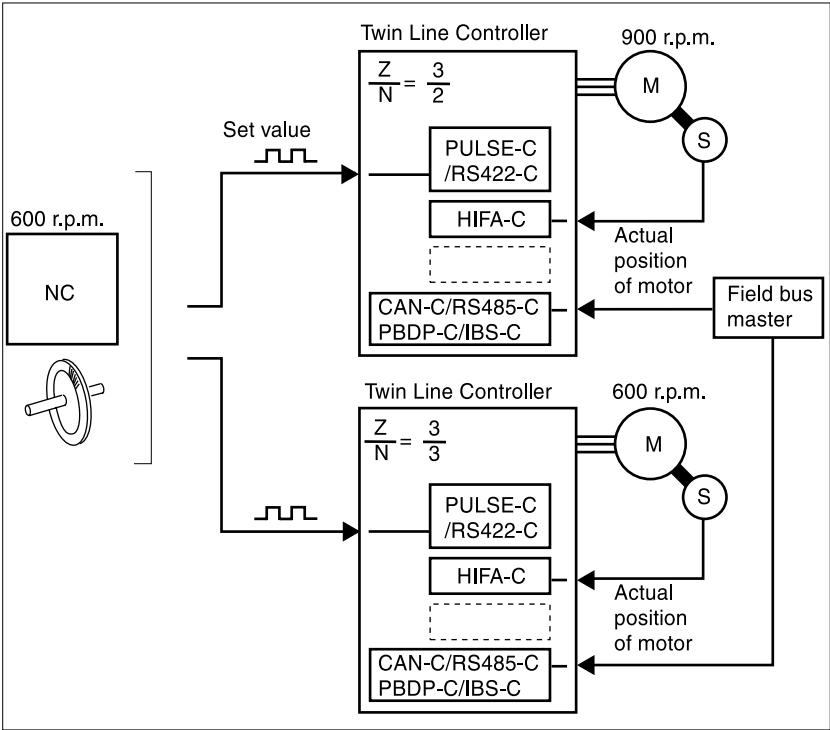 Twin Line Controller
900 r.p.m.
Z
N
=
3
2
M
S
Set value
PULSE-C
/RS422-C
600 r.p.m.
NC
HIFA-C
Actual
position
of motor
CAN-C/RS485-C
PBDP-C/IBS-C
Field bus
master
Twin Line Controller
600 r.p.m.
Z
N
=
3
3
M
S
PULSE-C
/RS422-C
HIFA-C
Actual
position
of motor
CAN-C/RS485-C
PBDP-C/IBS-C